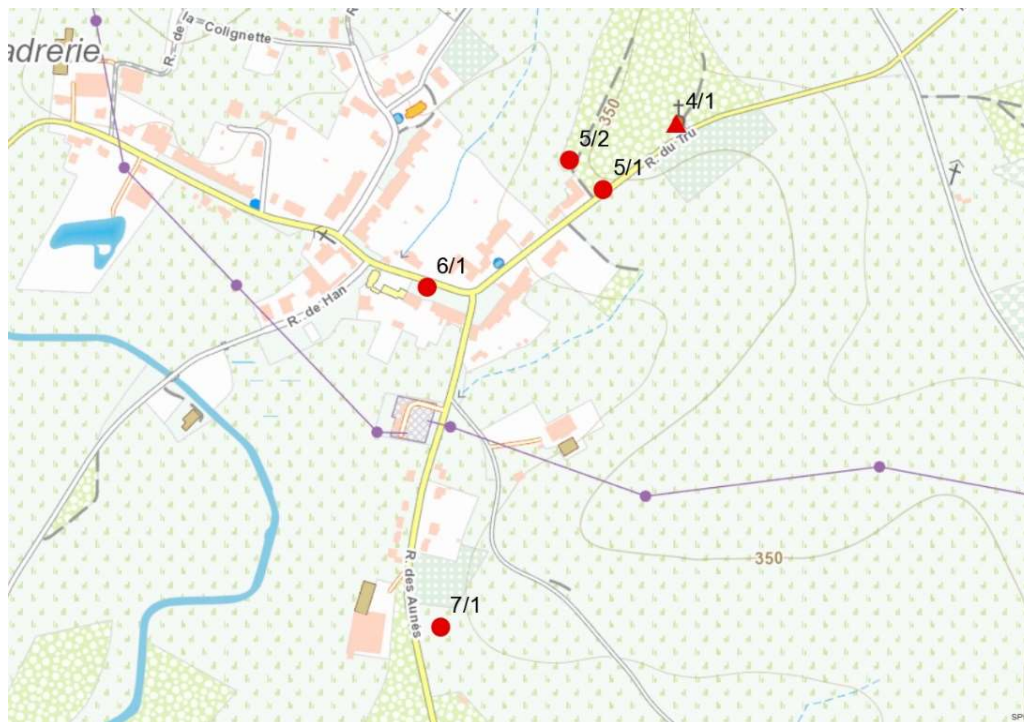 R. de la Colignette
adrerie
350
4/1
R. du Tru
5/2
5/1
6/1
R. de Han
350
R. des Aunés
7/1